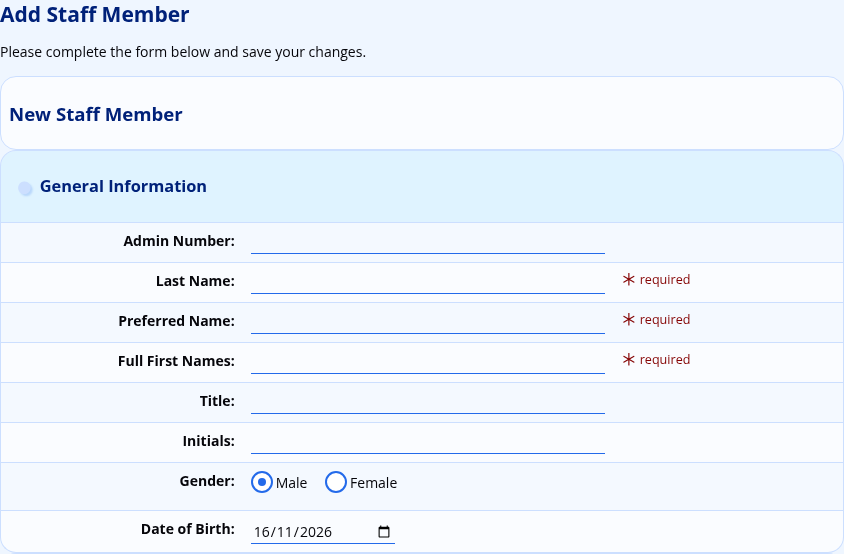 Add Staff Member
Please complete the form below and save your changes.
New Staff Member
General Information
Admin Number:
Last Name: * required
Preferred Name: * required
Full First Names: * required
Title:
Initials:
Gender: Male Female
Date of Birth: 16/11/2026